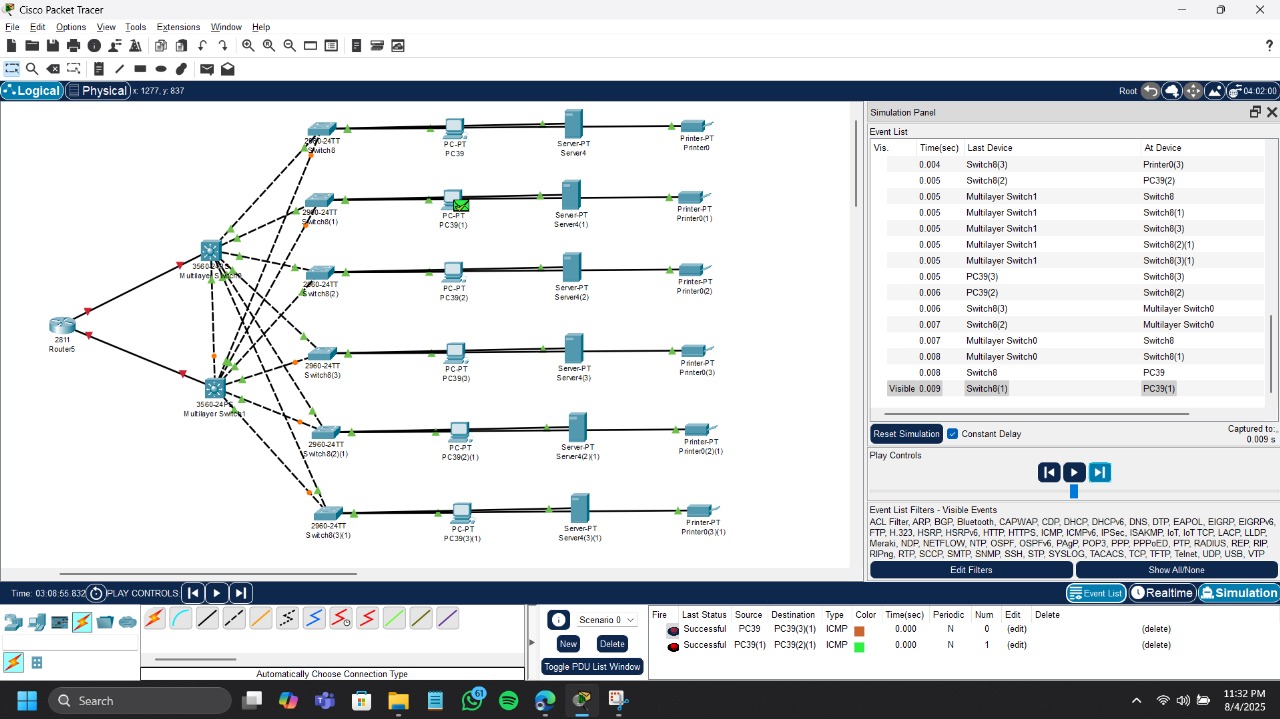 Cisco Packet Tracer
File Edit Options View Tools Extensions Window Help
Logical Physical x: 1277, y: 837
Root 04:02:00
2960-24TT
Switch8
PC-PT
PC39
Server-PT
Server4
Printer-PT
Printer0
2960-24TT
Switch8(1)
PC-PT
PC39(1)
Server-PT
Server4(1)
Printer-PT
Printer0(1)
Multilayer Switch0
2960-24TT
Switch8(2)
PC-PT
PC39(2)
Server-PT
Server4(2)
Printer-PT
Printer0(2)
2811
Router5
2960-24TT
Switch8(3)
PC-PT
PC39(3)
Server-PT
Server4(3)
Printer-PT
Printer0(3)
3560-24PS
Multilayer Switch1
2960-24TT
Switch8(2)(1)
PC-PT
PC39(2)(1)
Server-PT
Server4(2)(1)
Printer-PT
Printer0(2)(1)
2960-24TT
Switch8(3)(1)
PC-PT
PC39(3)(1)
Server-PT
Server4(3)(1)
Printer-PT
Printer0(3)(1)
Simulation Panel
Event List
Vis. Time(sec) Last Device At Device
0.004 Switch8(3) Printer0(3)
0.005 Switch8(2) PC39(2)
0.005 Multilayer Switch1 Switch8
0.005 Multilayer Switch1 Switch8(1)
0.005 Multilayer Switch1 Switch8(3)
0.005 Multilayer Switch1 Switch8(2)(1)
0.005 Multilayer Switch1 Switch8(3)(1)
0.005 PC39(3) Switch8(3)
0.006 PC39(2) Switch8(2)
0.006 Switch8(3) Multilayer Switch0
0.007 Switch8(2) Multilayer Switch0
0.007 Multilayer Switch0 Switch8
0.008 Multilayer Switch0 Switch8(1)
0.008 Switch8 PC39
Visible 0.009 Switch8(1) PC39(1)
Reset Simulation Constant Delay Captured to:
0.009 s
Play Controls
Event List Filters - Visible Events
ACL Filter, ARP, BGP, Bluetooth, CAPWAP, CDP, DHCP, DHCPv6, DNS, DTP, EAPOL, EIGRP, EIGRPv6,
FTP, H.323, HSRP, HSRPv6, HTTP, HTTPS, ICMP, ICMPv6, IPSec, ISAKMP, IoT, IoT TCP, LACP, LLDP,
Meraki, NDP, NETFLOW, NTP, OSPF, OSPFv6, PAgP, POP3, PPP, PPPoED, PTP, RADIUS, REP, RIP,
RIPng, RTP, SCCP, SMTP, SNMP, SSH, STP, SYSLOG, TACACS, TCP, TFTP, Telnet, UDP, USB, VTP
Edit Filters Show All/None
Time: 03:08:55.832 PLAY CONTROLS: Event List Realtime Simulation
Automatically Choose Connection Type
Scenario 0
New Delete
Toggle PDU List Window
Fire Last Status Source Destination Type Color Time(sec) Periodic Num Edit Delete
Successful PC39 PC39(3)(1) ICMP 0.000 N 0 (edit) (delete)
Successful PC39(1) PC39(2)(1) ICMP 0.000 N 1 (edit) (delete)
Search
61
11:32 PM
8/4/2025